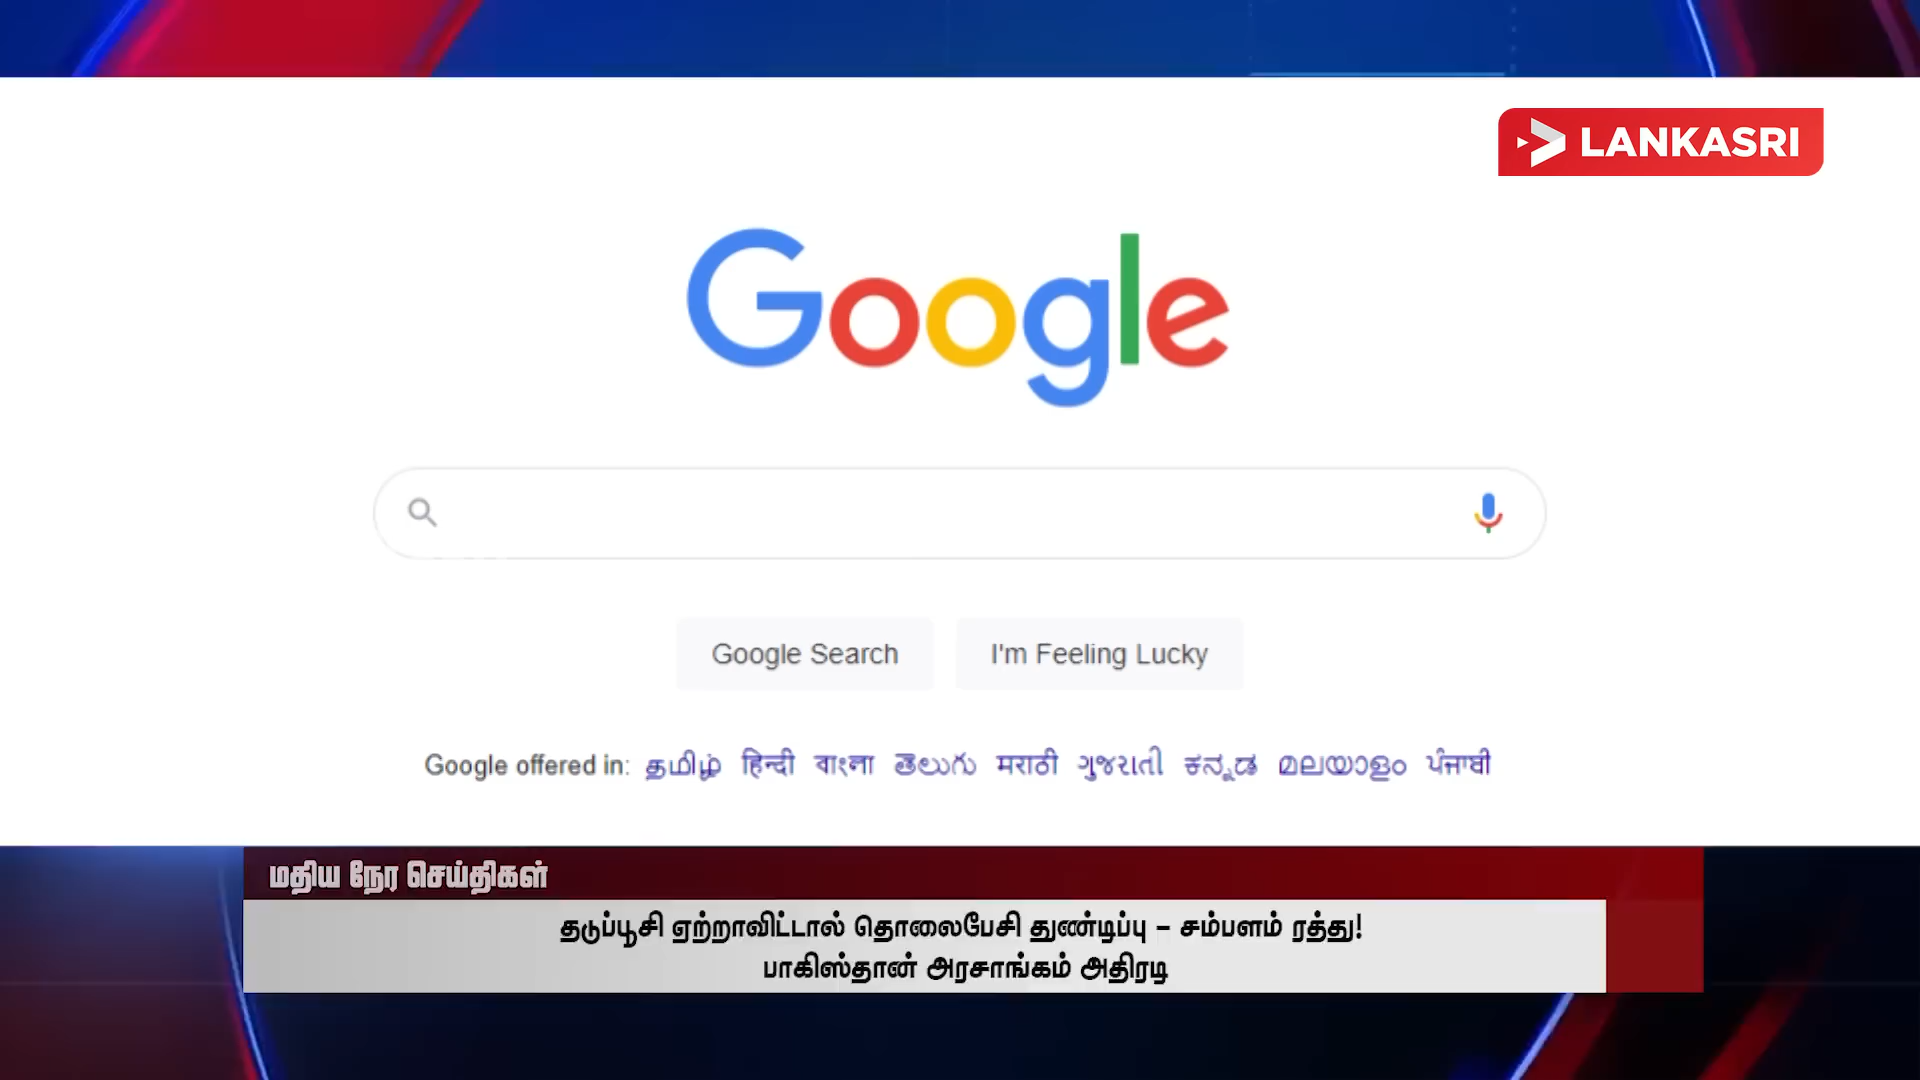 LANKASRI
Google
Google Search
I'm Feeling Lucky
Google offered in: தமிழ் हिन्दी বাংলা తెలుగు मराठी ગુજરાતી ಕನ್ನಡ മലയാളം ਪੰਜਾਬੀ
மதிய நேர செய்திகள்
தடுப்பூசி ஏற்றாவிட்டால் தொலைபேசி துண்டிப்பு – சம்பளம் ரத்து!
பாகிஸ்தான் அரசாங்கம் அதிரடி